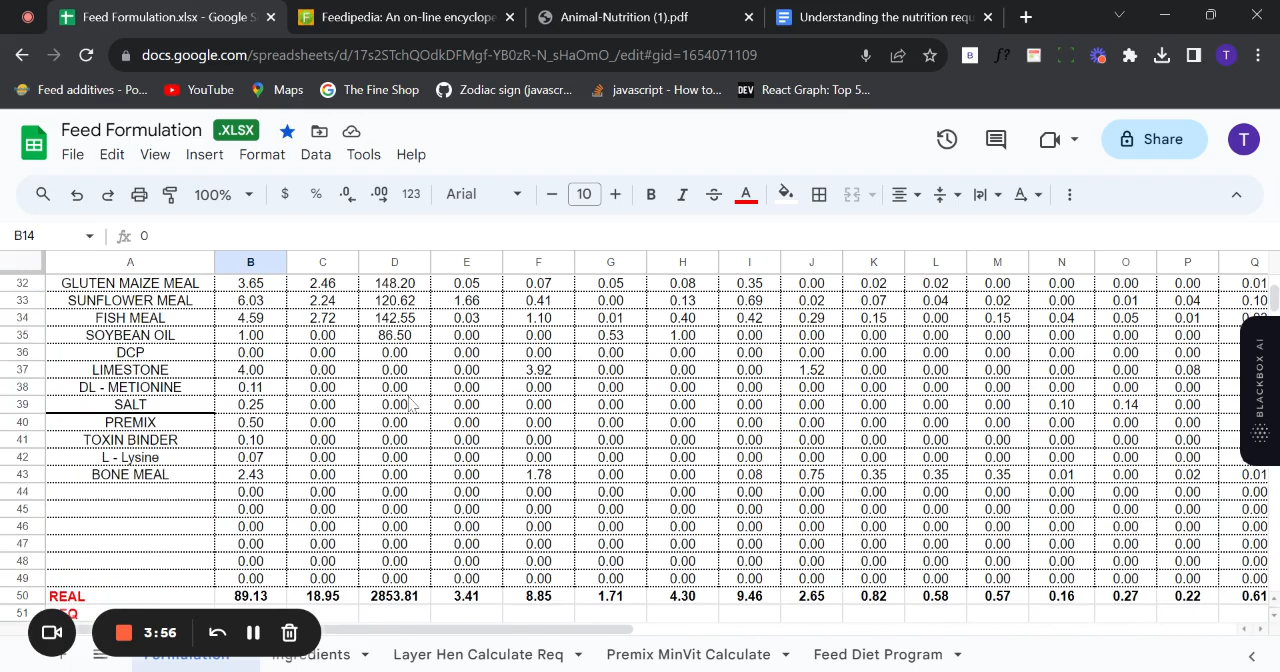 Feed Formulation.xlsx - Google S
Feedipedia: An on-line encyclope
Animal-Nutrition (1).pdf
Understanding the nutrition requ
docs.google.com/spreadsheets/d/17s2STchQOdkDFMgf-YB0zR-N_sHaOmO_/edit#gid=1654071109
Feed additives - Po...
YouTube
Maps
The Fine Shop
Zodiac sign (javascr...
javascript - How to...
DEV React Graph: Top 5...
Feed Formulation .XLSX
File Edit View Insert Format Data Tools Help
Share
T
100% $ % .0 .00 123 Arial 10 B I A
B14 fx 0
A B C D E F G H I J K L M N O P Q
32 GLUTEN MAIZE MEAL 3.65 2.46 148.20 0.05 0.07 0.05 0.08 0.35 0.00 0.02 0.02 0.00 0.00 0.00 0.00 0.01
33 SUNFLOWER MEAL 6.03 2.24 120.62 1.66 0.41 0.00 0.13 0.69 0.02 0.07 0.04 0.02 0.00 0.01 0.04 0.10
34 FISH MEAL 4.59 2.72 142.55 0.03 1.10 0.01 0.40 0.42 0.29 0.15 0.00 0.15 0.04 0.05 0.01
35 SOYBEAN OIL 1.00 0.00 86.50 0.00 0.00 0.53 1.00 0.00 0.00 0.00 0.00 0.00 0.00 0.00 0.00
36 DCP 0.00 0.00 0.00 0.00 0.00 0.00 0.00 0.00 0.00 0.00 0.00 0.00 0.00 0.00 0.00
37 LIMESTONE 4.00 0.00 0.00 0.00 3.92 0.00 0.00 0.00 1.52 0.00 0.00 0.00 0.00 0.00 0.08
38 DL - METIONINE 0.11 0.00 0.00 0.00 0.00 0.00 0.00 0.00 0.00 0.00 0.00 0.00 0.00 0.00 0.00
39 SALT 0.25 0.00 0.00 0.00 0.00 0.00 0.00 0.00 0.00 0.00 0.00 0.00 0.10 0.14 0.00
40 PREMIX 0.50 0.00 0.00 0.00 0.00 0.00 0.00 0.00 0.00 0.00 0.00 0.00 0.00 0.00 0.00
41 TOXIN BINDER 0.10 0.00 0.00 0.00 0.00 0.00 0.00 0.00 0.00 0.00 0.00 0.00 0.00 0.00 0.00
42 L - Lysine 0.07 0.00 0.00 0.00 0.00 0.00 0.00 0.00 0.00 0.00 0.00 0.00 0.00 0.00 0.00
43 BONE MEAL 2.43 0.00 0.00 0.00 1.78 0.00 0.00 0.08 0.75 0.35 0.35 0.35 0.01 0.00 0.02 0.01
44 0.00 0.00 0.00 0.00 0.00 0.00 0.00 0.00 0.00 0.00 0.00 0.00 0.00 0.00 0.00 0.00
45 0.00 0.00 0.00 0.00 0.00 0.00 0.00 0.00 0.00 0.00 0.00 0.00 0.00 0.00 0.00 0.00
46 0.00 0.00 0.00 0.00 0.00 0.00 0.00 0.00 0.00 0.00 0.00 0.00 0.00 0.00 0.00 0.00
47 0.00 0.00 0.00 0.00 0.00 0.00 0.00 0.00 0.00 0.00 0.00 0.00 0.00 0.00 0.00 0.00
48 0.00 0.00 0.00 0.00 0.00 0.00 0.00 0.00 0.00 0.00 0.00 0.00 0.00 0.00 0.00 0.00
49 0.00 0.00 0.00 0.00 0.00 0.00 0.00 0.00 0.00 0.00 0.00 0.00 0.00 0.00 0.00 0.00
50 REAL 89.13 18.95 2853.81 3.41 8.85 1.71 4.30 9.46 2.65 0.82 0.58 0.57 0.16 0.27 0.22 0.61
51
BLACKBOX AI
3:56
Formulation Ingredients Layer Hen Calculate Req Premix MinVit Calculate Feed Diet Program